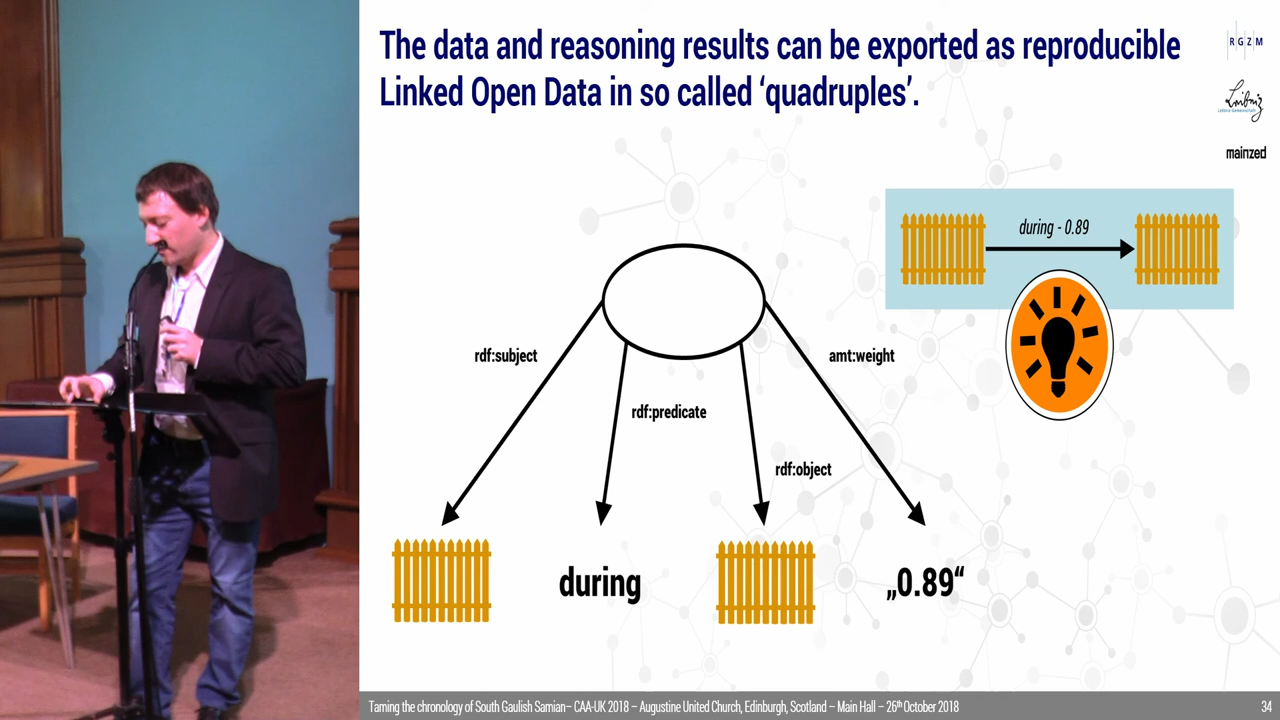 The data and reasoning results can be exported as reproducible
Linked Open Data in so called ‘quadruples’.
R G Z M
Leibniz
mainzed
during - 0.89
rdf:subject
amt:weight
rdf:predicate
rdf:object
during
„0.89“
Taming the chronology of South Gaulish Samian– CAA-UK 2018 – Augustine United Church, Edinburgh, Scotland – Main Hall – 26th October 2018
34